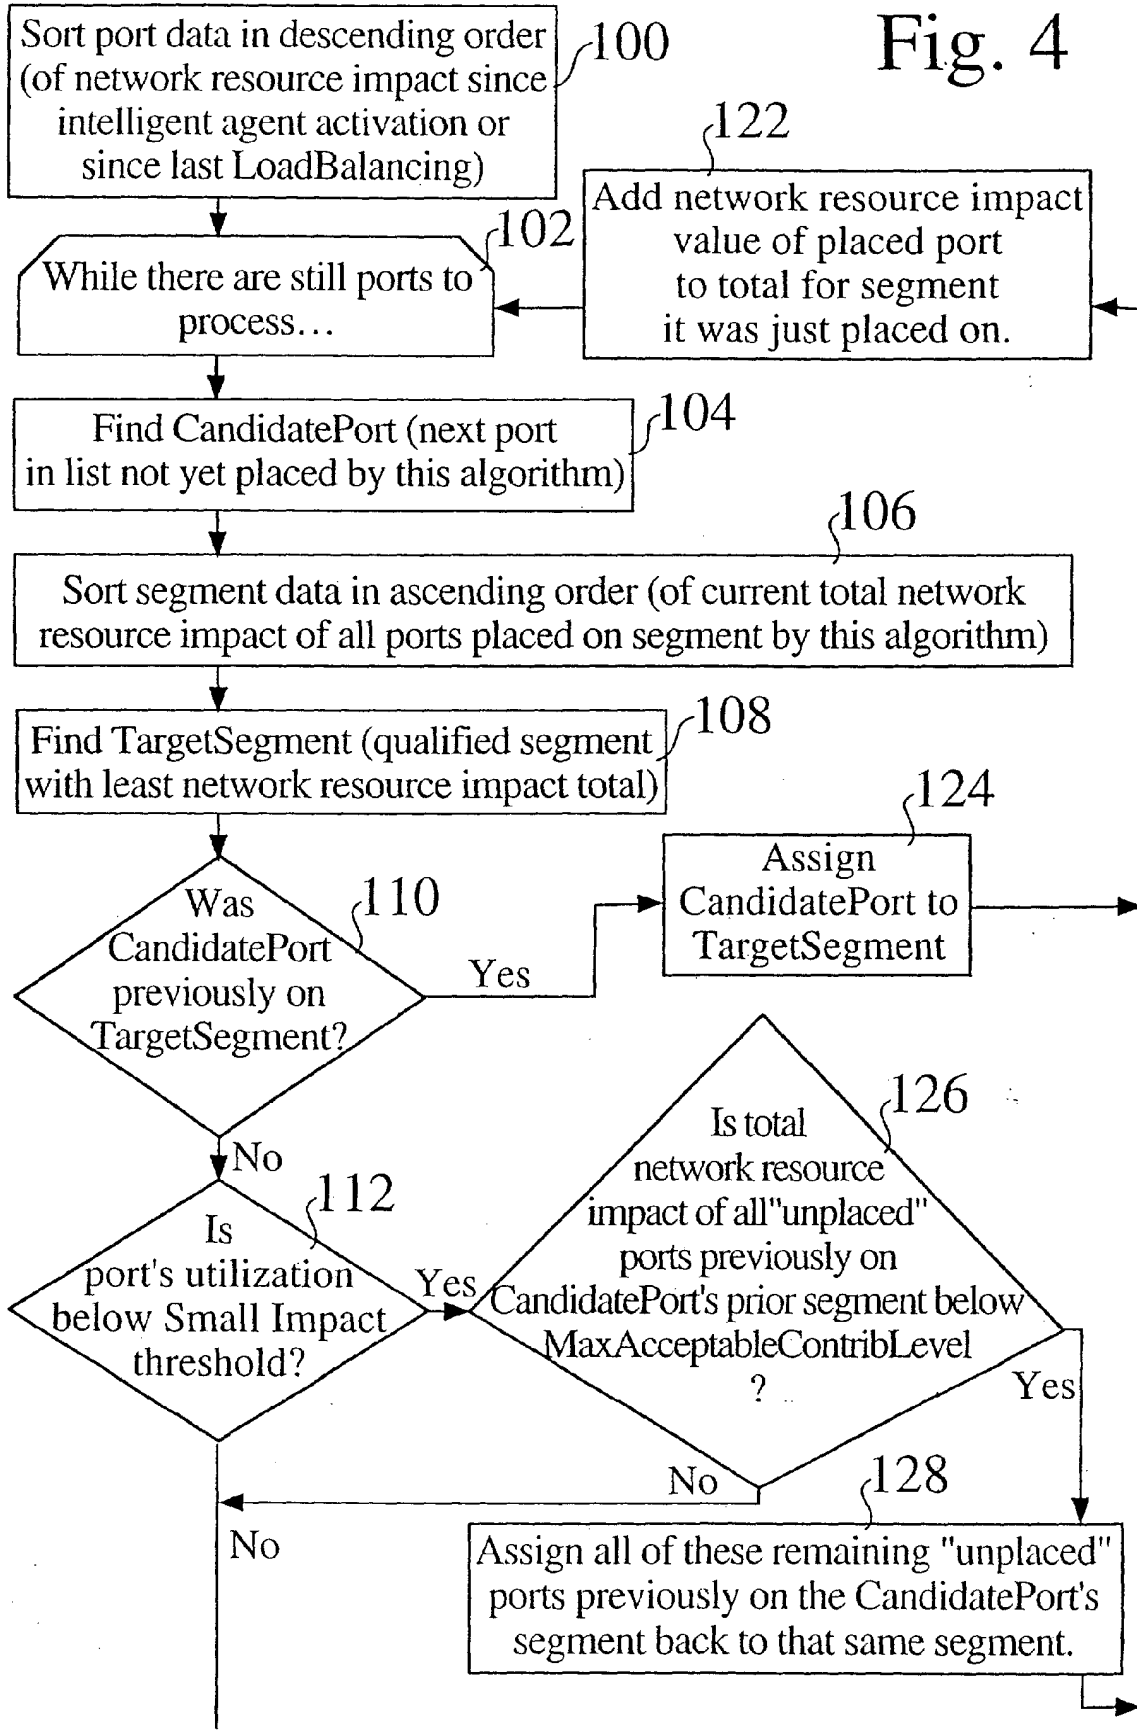 Fig. 4
Sort port data in descending order
(of network resource impact since
intelligent agent activation or
since last LoadBalancing)
100
122
Add network resource impact
value of placed port
to total for segment
it was just placed on.
102
While there are still ports to
process...
104
Find CandidatePort (next port
in list not yet placed by this algorithm)
106
Sort segment data in ascending order (of current total network
resource impact of all ports placed on segment by this algorithm)
108
Find TargetSegment (qualified segment
with least network resource impact total)
124
Assign
CandidatePort to
TargetSegment
110
Was
CandidatePort
previously on
TargetSegment?
Yes
No
112
Is
port's utilization
below Small Impact
threshold?
Yes
126
Is total
network resource
impact of all "unplaced"
ports previously on
CandidatePort's prior segment below
MaxAcceptableContribLevel
?
Yes
No
No
128
Assign all of these remaining "unplaced"
ports previously on the CandidatePort's
segment back to that same segment.